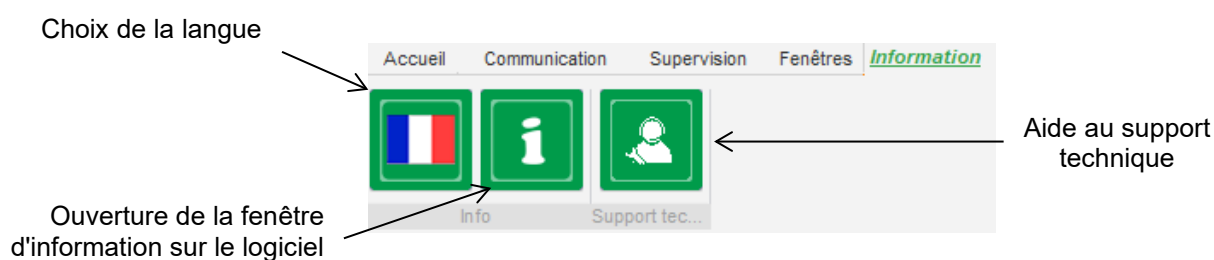 Choix de la langue
Accueil Communication Supervision Fenêtres Information
i
Aide au support
technique
Info Support tec...
Ouverture de la fenêtre
d'information sur le logiciel